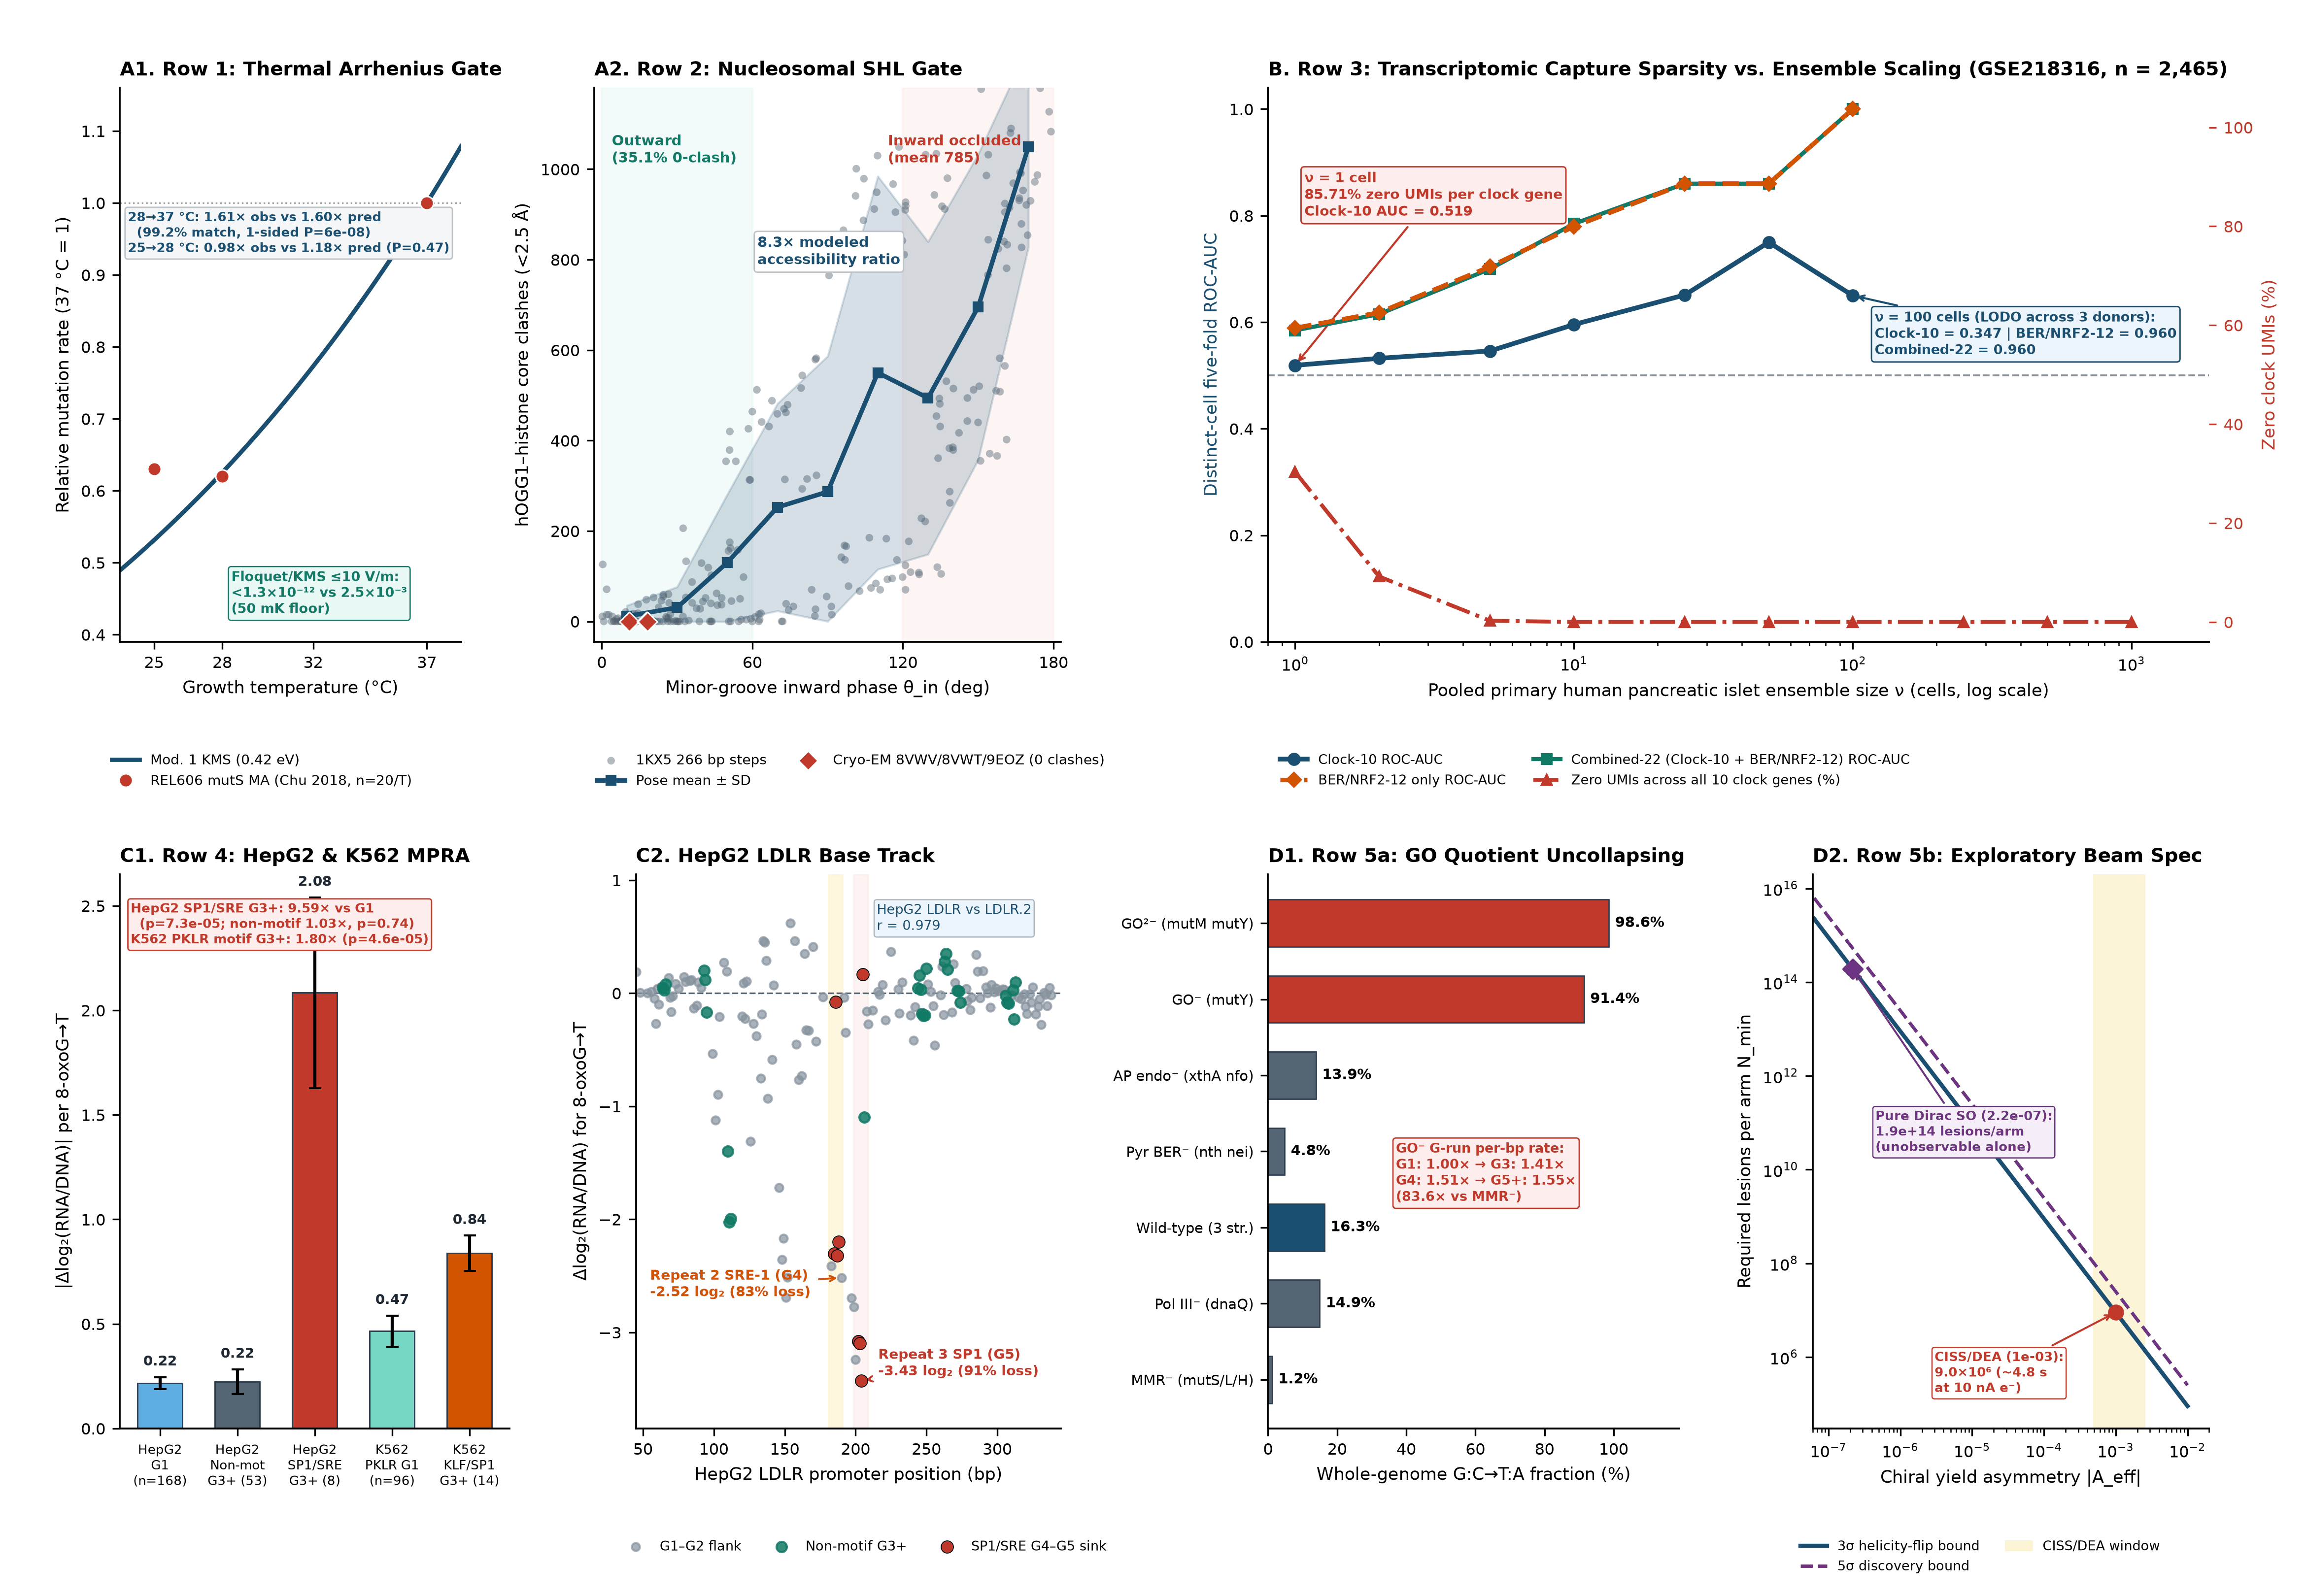 A1. Row 1: Thermal Arrhenius Gate
Relative mutation rate (37 °C = 1)
1.1
1.0
0.9
0.8
0.7
0.6
0.5
0.4
28→37 °C: 1.61× obs vs 1.60× pred
(99.2% match, 1-sided P=6e-08)
25→28 °C: 0.98× obs vs 1.18× pred (P=0.47)
Floquet/KMS ≤10 V/m:
<1.3×10⁻¹² vs 2.5×10⁻³
(50 mK floor)
25 28 32 37
Growth temperature (°C)
Mod. 1 KMS (0.42 eV)
REL606 mutS MA (Chu 2018, n=20/T)
A2. Row 2: Nucleosomal SHL Gate
hOGG1–histone core clashes (<2.5 Å)
1000
800
600
400
200
0
Outward
(35.1% 0-clash)
Inward occluded
(mean 785)
8.3× modeled
accessibility ratio
0 60 120 180
Minor-groove inward phase θ_in (deg)
1KX5 266 bp steps
Pose mean ± SD
Cryo-EM 8VWV/8VWT/9EOZ (0 clashes)
B. Row 3: Transcriptomic Capture Sparsity vs. Ensemble Scaling (GSE218316, n = 2,465)
Distinct-cell five-fold ROC-AUC
1.0
0.8
0.6
0.4
0.2
0.0
ν = 1 cell
85.71% zero UMIs per clock gene
Clock-10 AUC = 0.519
ν = 100 cells (LODO across 3 donors):
Clock-10 = 0.347 | BER/NRF2-12 = 0.960
Combined-22 = 0.960
100
80
60
40
20
0
Zero clock UMIs (%)
10⁰ 10¹ 10² 10³
Pooled primary human pancreatic islet ensemble size ν (cells, log scale)
Clock-10 ROC-AUC
BER/NRF2-12 only ROC-AUC
Combined-22 (Clock-10 + BER/NRF2-12) ROC-AUC
Zero UMIs across all 10 clock genes (%)
C1. Row 4: HepG2 & K562 MPRA
|Δlog₂(RNA/DNA)| per 8-oxoG→T
2.5
2.0
1.5
1.0
0.5
0.0
2.08
HepG2 SP1/SRE G3+: 9.59× vs G1
(p=7.3e-05; non-motif 1.03×, p=0.74)
K562 PKLR motif G3+: 1.80× (p=4.6e-05)
0.22
0.22
0.47
0.84
HepG2
G1
(n=168)
HepG2
Non-mot
G3+ (53)
HepG2
SP1/SRE
G3+ (8)
K562
PKLR G1
(n=96)
K562
KLF/SP1
G3+ (14)
C2. HepG2 LDLR Base Track
Δlog₂(RNA/DNA) for 8-oxoG→T
1
0
−1
−2
−3
HepG2 LDLR vs LDLR.2
r = 0.979
Repeat 2 SRE-1 (G4)
-2.52 log₂ (83% loss)
Repeat 3 SP1 (G5)
-3.43 log₂ (91% loss)
50 100 150 200 250 300
HepG2 LDLR promoter position (bp)
G1–G2 flank
Non-motif G3+
SP1/SRE G4–G5 sink
D1. Row 5a: GO Quotient Uncollapsing
GO²⁻ (mutM mutY)
98.6%
GO⁻ (mutY)
91.4%
AP endo⁻ (xthA nfo)
13.9%
Pyr BER⁻ (nth nei)
4.8%
Wild-type (3 str.)
16.3%
Pol III⁻ (dnaQ)
14.9%
MMR⁻ (mutS/L/H)
1.2%
GO⁻ G-run per-bp rate:
G1: 1.00× → G3: 1.41×
G4: 1.51× → G5+: 1.55×
(83.6× vs MMR⁻)
0 20 40 60 80 100
Whole-genome G:C→T:A fraction (%)
D2. Row 5b: Exploratory Beam Spec
Required lesions per arm N_min
10¹⁶
10¹⁴
10¹²
10¹⁰
10⁸
10⁶
Pure Dirac SO (2.2e-07):
1.9e+14 lesions/arm
(unobservable alone)
CISS/DEA (1e-03):
9.0×10⁶ (~4.8 s
at 10 nA e⁻)
10⁻⁷ 10⁻⁶ 10⁻⁵ 10⁻⁴ 10⁻³ 10⁻²
Chiral yield asymmetry |A_eff|
3σ helicity-flip bound
5σ discovery bound
CISS/DEA window